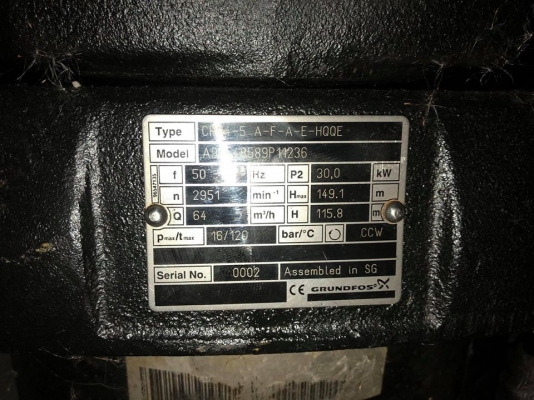 Type A-F-A-E-HQQE
Model
f 50 Hz P2 30,0 kW
n 2951 min⁻¹ Hmax 149.1 m
Q 64 m³/h H 115.8 m
pmax/tmax 16/120 bar/°C CCW
Serial No. 0002 Assembled in SG
CE GRUNDFOS